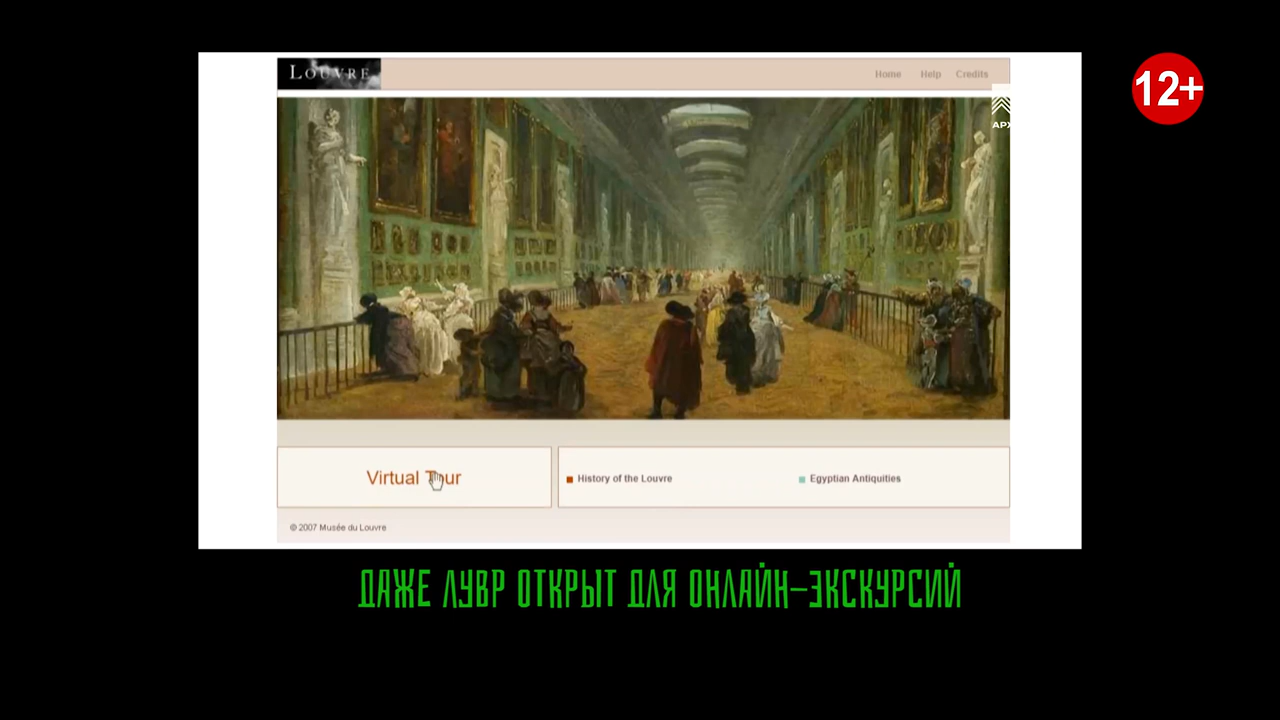 LOUVRE
Home Help Credits
12+
АРХ
Virtual Tour
History of the Louvre
Egyptian Antiquities
© 2007 Musée du Louvre
ДАЖЕ ЛУВР ОТКРЫТ ДЛЯ ОНЛАЙН-ЭКСКУРСИЙ